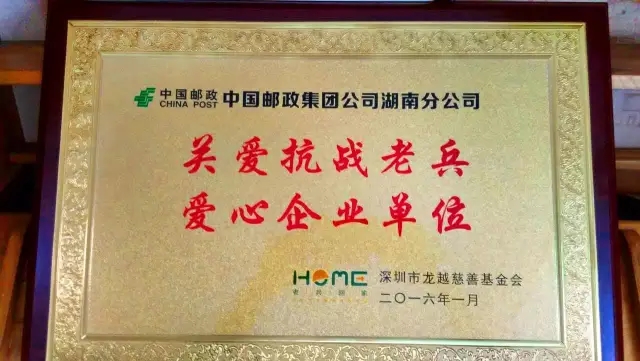 中国邮政
CHINA POST
中国邮政集团公司湖南分公司
关爱抗战老兵
爱心企业单位
HOME
深圳市龙越慈善基金会
二〇一六年一月